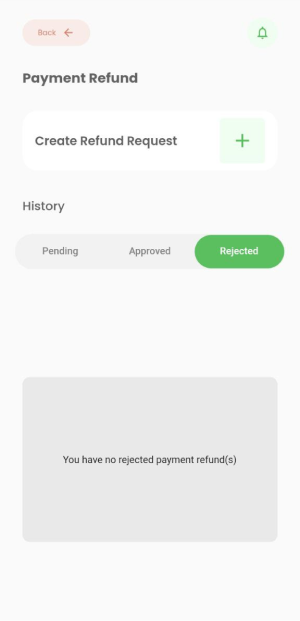 Back
Payment Refund
Create Refund Request
History
Pending Approved Rejected
You have no rejected payment refund(s)